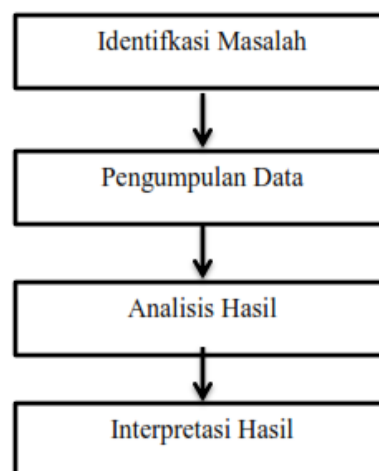 Identifkasi Masalah
Pengumpulan Data
Analisis Hasil
Interpretasi Hasil